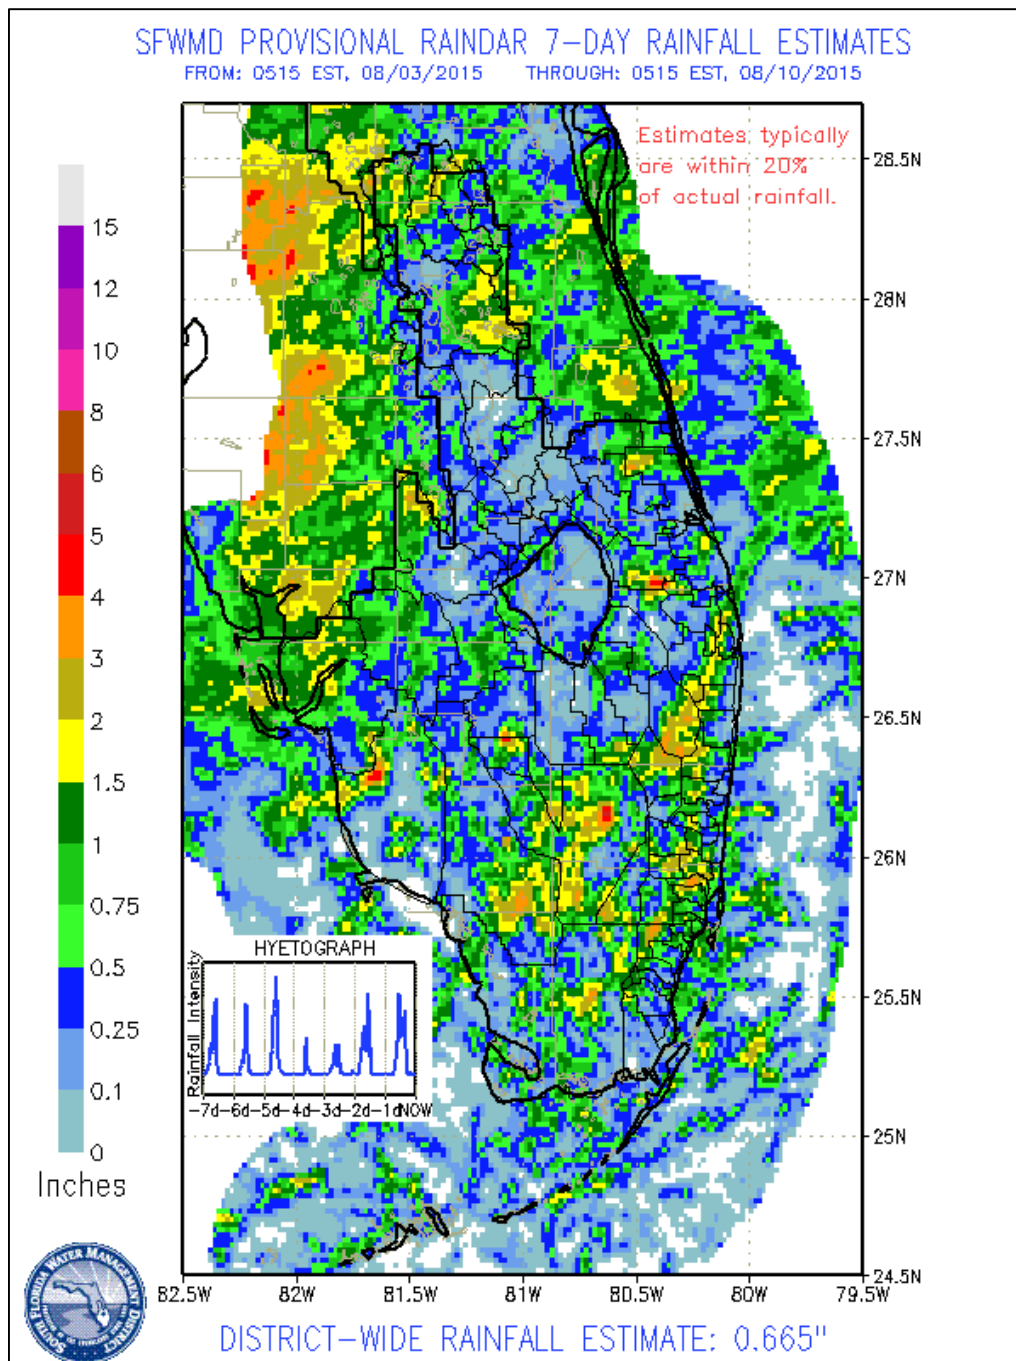 SFWMD PROVISIONAL RAINDAR 7-DAY RAINFALL ESTIMATES
FROM: 0515 EST, 08/03/2015 THROUGH: 0515 EST, 08/10/2015
Estimates typically
are within 20%
of actual rainfall.
28.5N
28N
27.5N
27N
26.5N
26N
25.5N
25N
24.5N
15
12
10
8
6
5
4
3
2
1.5
1
0.75
0.5
0.25
0.1
0
Inches
HYETOGRAPH
Rainfall Intensity
-7d-6d-5d-4d-3d-2d-1dNOW
82.5W 82W 81.5W 81W 80.5W 80W 79.5W
SOUTH FLORIDA WATER MANAGEMENT DISTRICT
DISTRICT-WIDE RAINFALL ESTIMATE: 0.665"